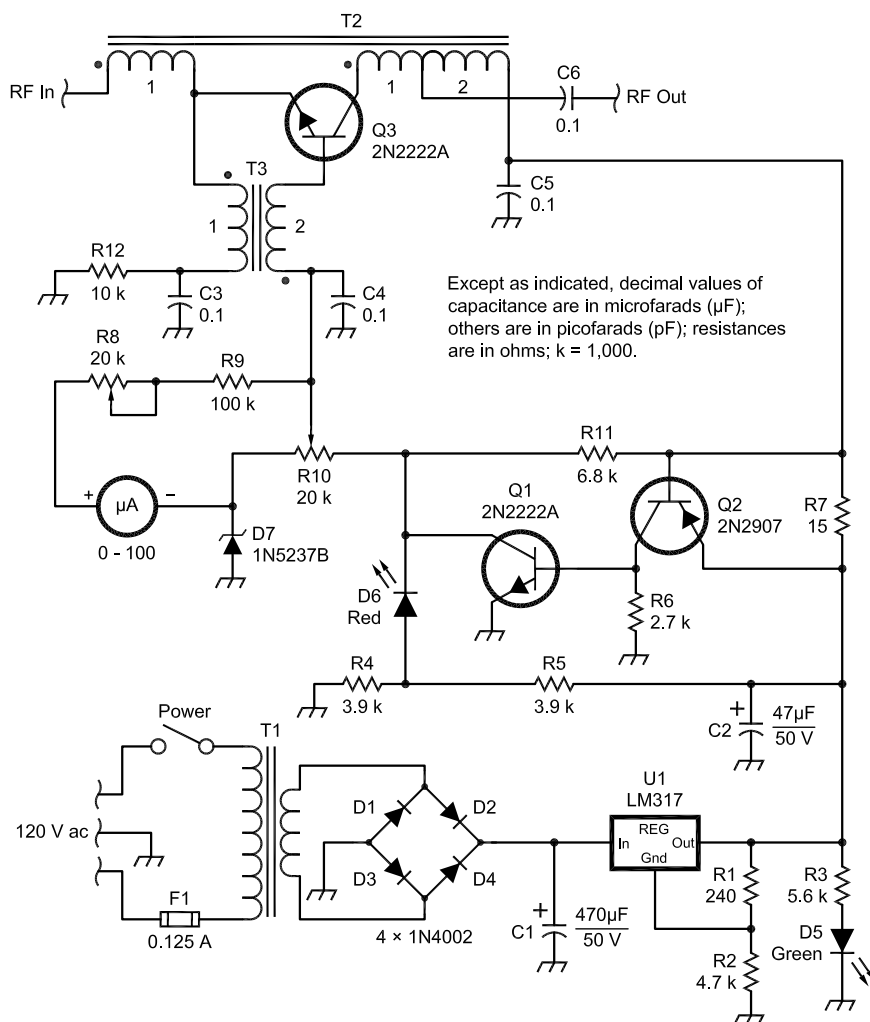 T2
RF In
1
1
2
C6
0.1
RF Out
Q3
2N2222A
T3
1
2
C5
0.1
R12
10 k
C3
0.1
C4
0.1
Except as indicated, decimal values of
capacitance are in microfarads (µF);
others are in picofarads (pF); resistances
are in ohms; k = 1,000.
R8
20 k
R9
100 k
R10
20 k
R11
6.8 k
+
µA
–
0 - 100
D7
1N5237B
Q1
2N2222A
Q2
2N2907
R7
15
D6
Red
R6
2.7 k
R4
3.9 k
R5
3.9 k
+
C2
47µF
50 V
Power
T1
120 V ac
F1
0.125 A
D1
D2
D3
D4
4 × 1N4002
+
C1
470µF
50 V
U1
LM317
REG
In
Out
Gnd
R1
240
R2
4.7 k
R3
5.6 k
D5
Green